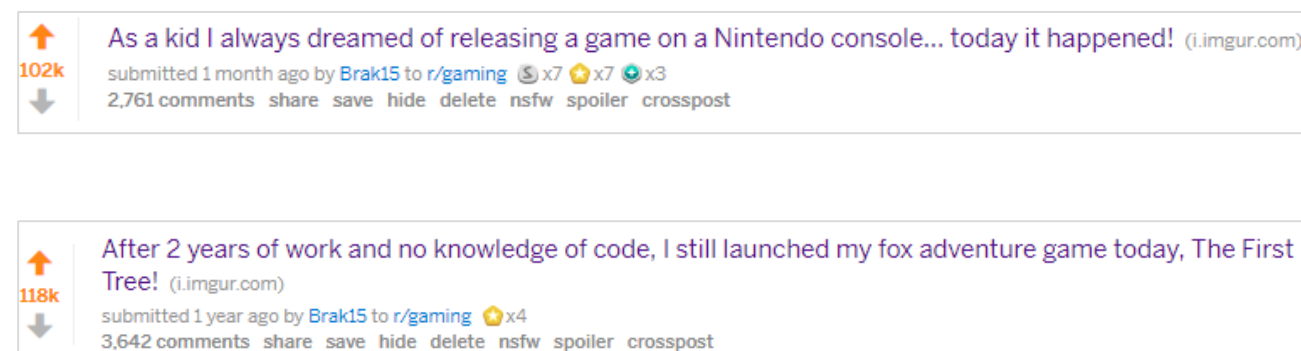 As a kid I always dreamed of releasing a game on a Nintendo console... today it happened! (i.imgur.com)
102k
submitted 1 month ago by Brak15 to r/gaming S x7 x7 x3
2,761 comments share save hide delete nsfw spoiler crosspost
After 2 years of work and no knowledge of code, I still launched my fox adventure game today, The First
Tree! (i.imgur.com)
118k
submitted 1 year ago by Brak15 to r/gaming x4
3,642 comments share save hide delete nsfw spoiler crosspost